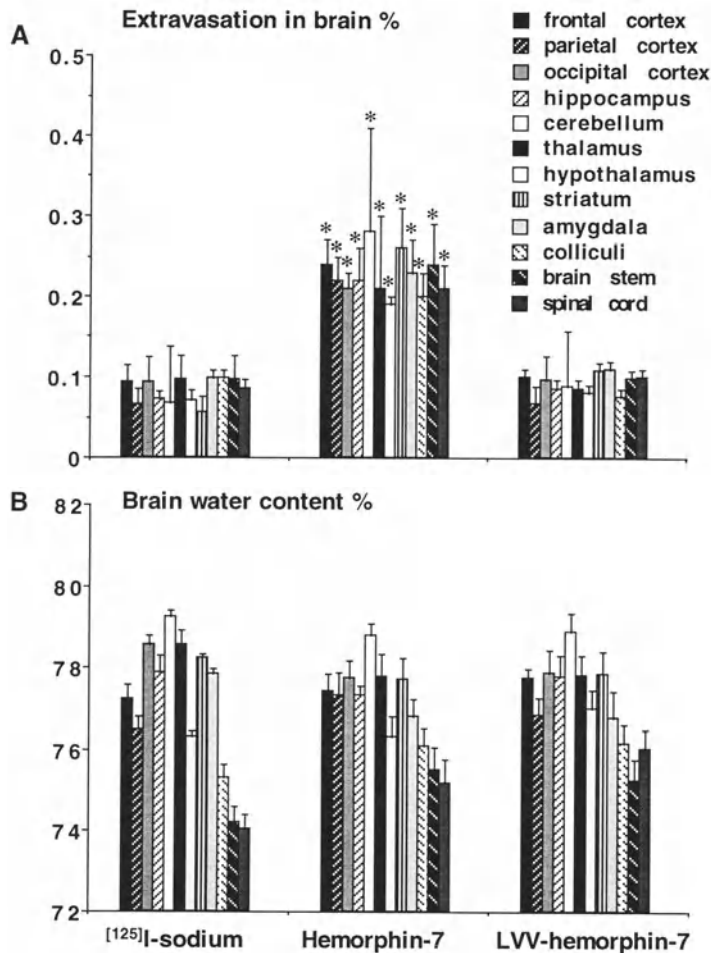 A
Extravasation in brain %
0.5
0.4
0.3
0.2
0.1
0
* * * * * * * * * * * *
frontal cortex
parietal cortex
occipital cortex
hippocampus
cerebellum
thalamus
hypothalamus
striatum
amygdala
colliculi
brain stem
spinal cord
B
Brain water content %
82
80
78
76
74
72
[125]I-sodium
Hemorphin-7
LVV-hemorphin-7